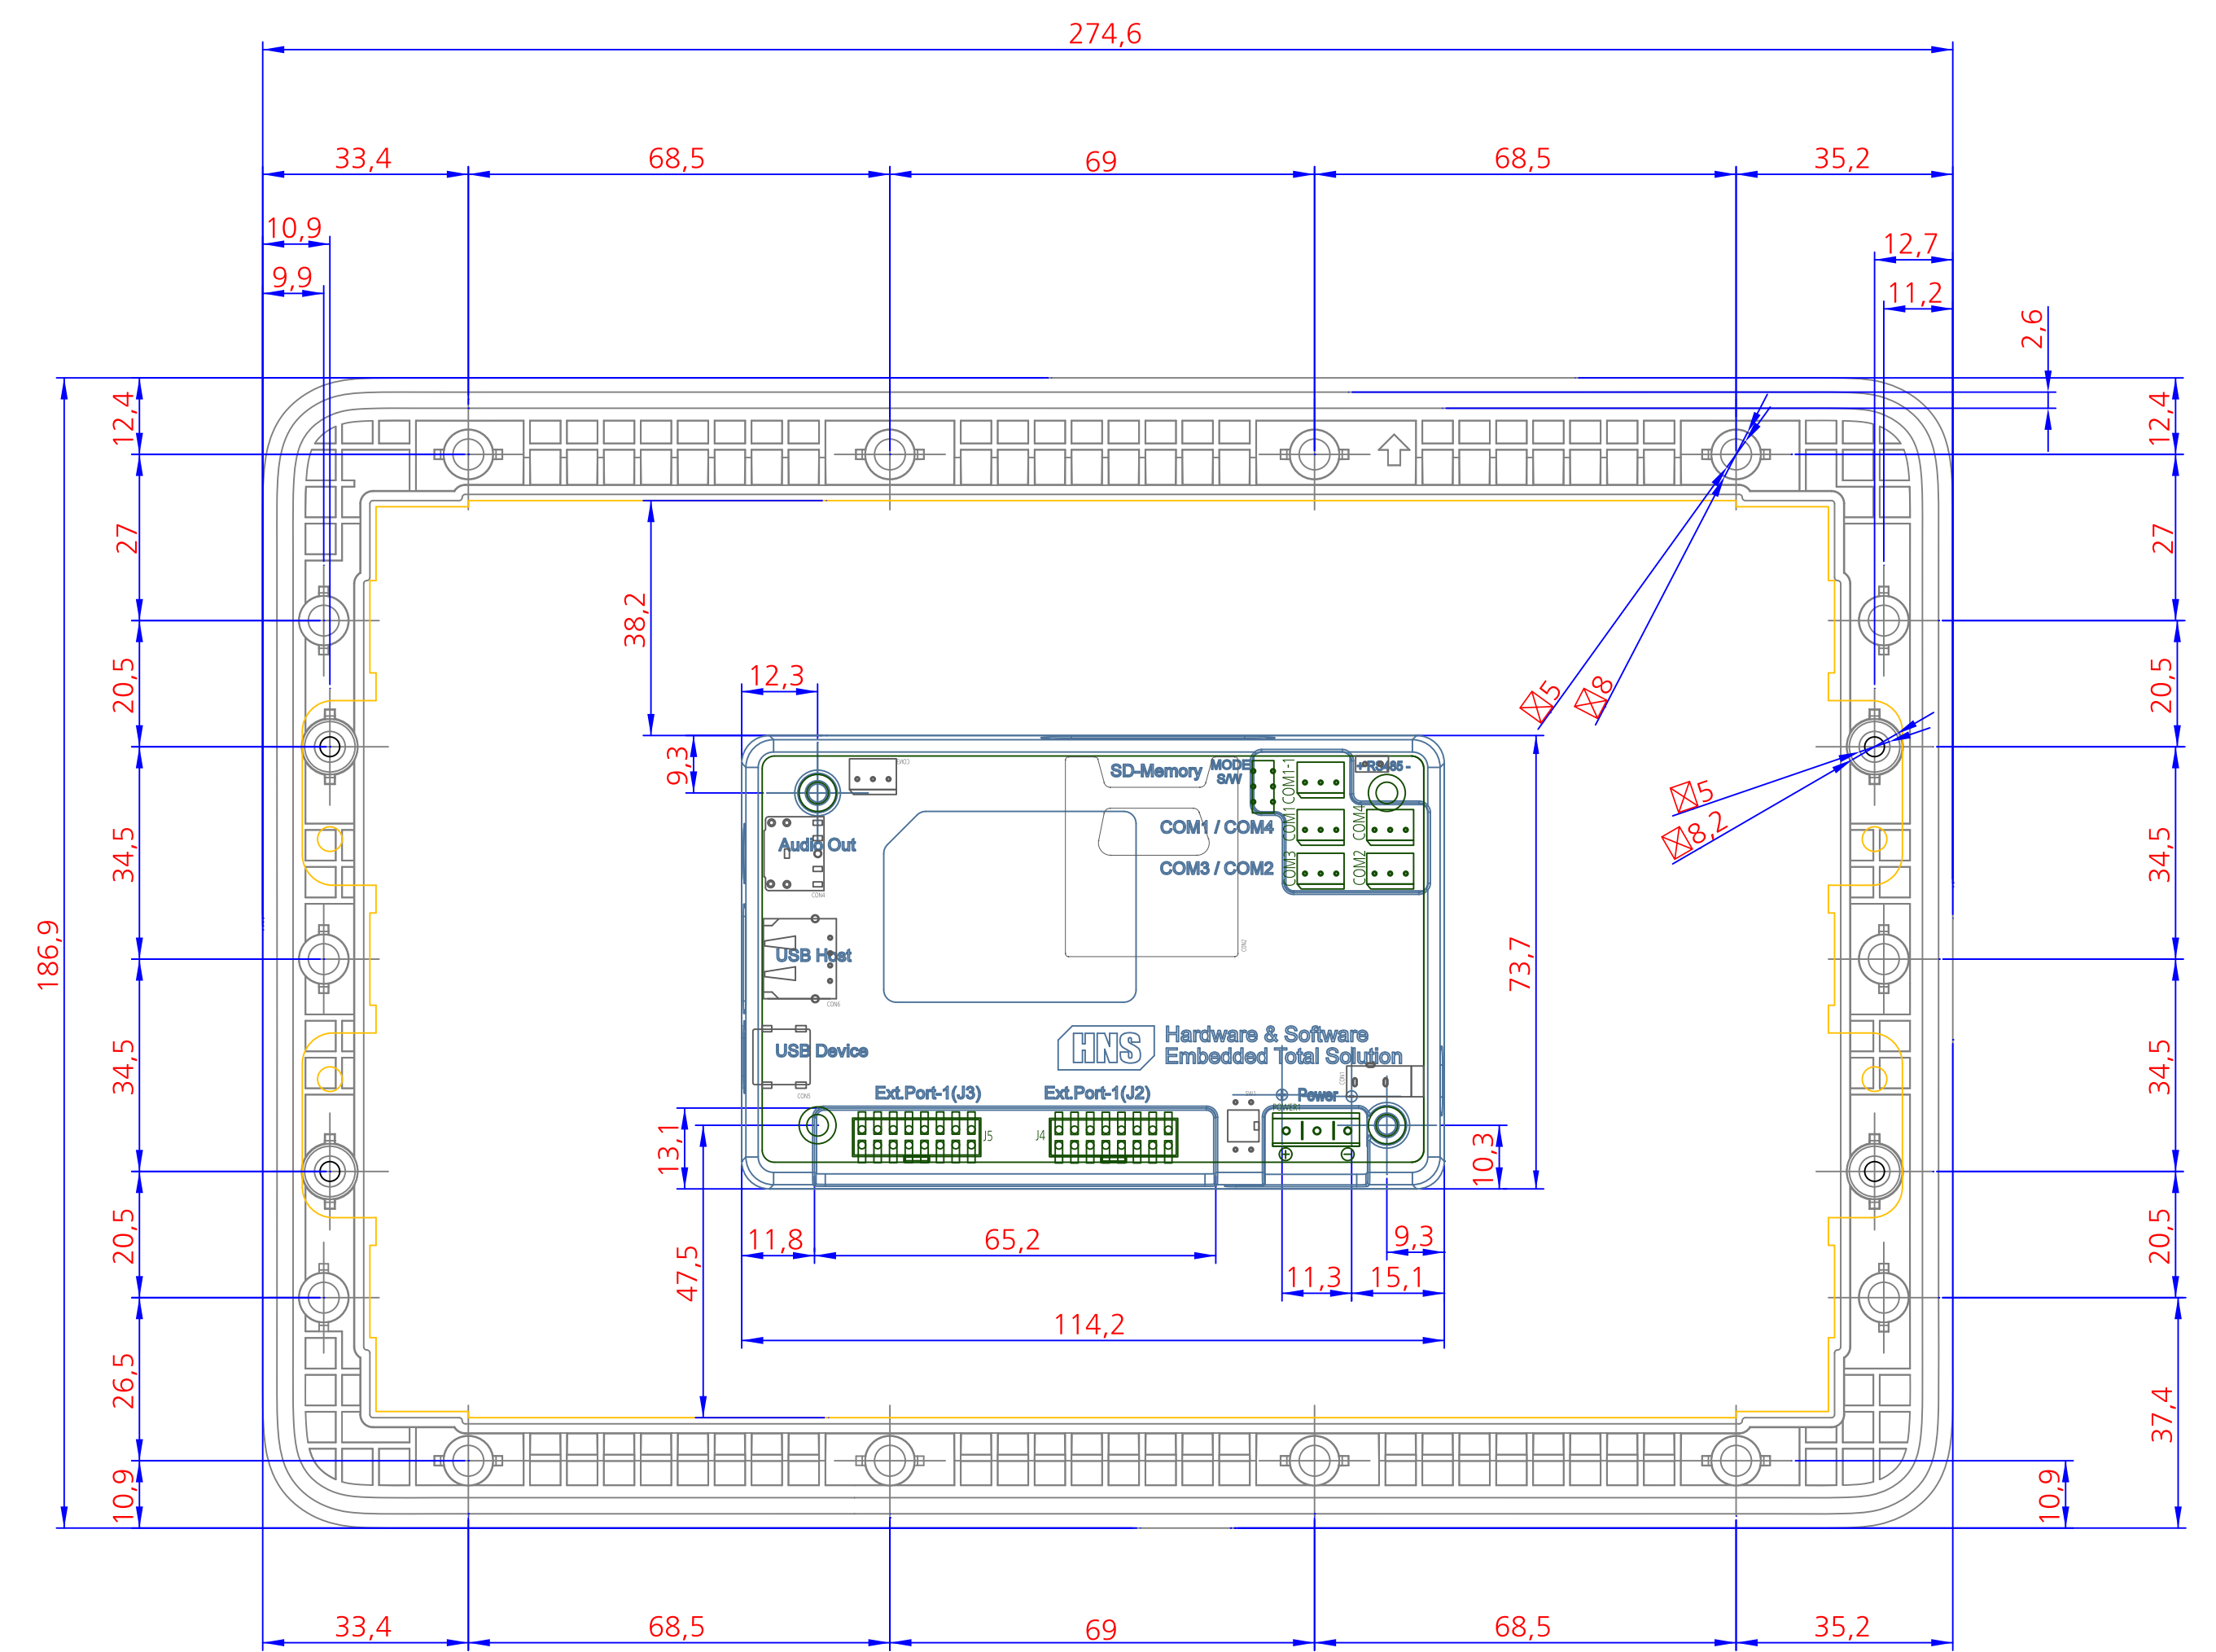 274,6
33,4
68,5
69
68,5
35,2
10,9
9,9
12,7
11,2
2,6
12,4
12,4
27
27
38,2
20,5
20,5
12,3
5
8
9,3
5
8,2
SD-Memory
MODE
S/W
COM1-1
+ RS485 -
Audio Out
CON4
COM1 / COM4
COM1
COM4
COM3 / COM2
COM3
COM2
34,5
34,5
186,9
USB Host
CON6
CON2
73,7
HNS
Hardware & Software
Embedded Total Solution
USB Device
CON5
34,5
34,5
Ext.Port-1(J3)
Ext.Port-1(J2)
Power
POWER1
J5
J4
+
-
13,1
10,3
47,5
11,8
65,2
9,3
11,3
15,1
20,5
20,5
114,2
26,5
37,4
10,9
10,9
33,4
68,5
69
68,5
35,2